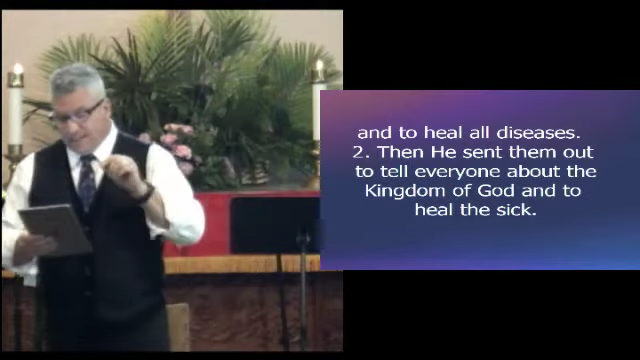 and to heal all diseases.
2. Then He sent them out
to tell everyone about the
Kingdom of God and to
heal the sick.